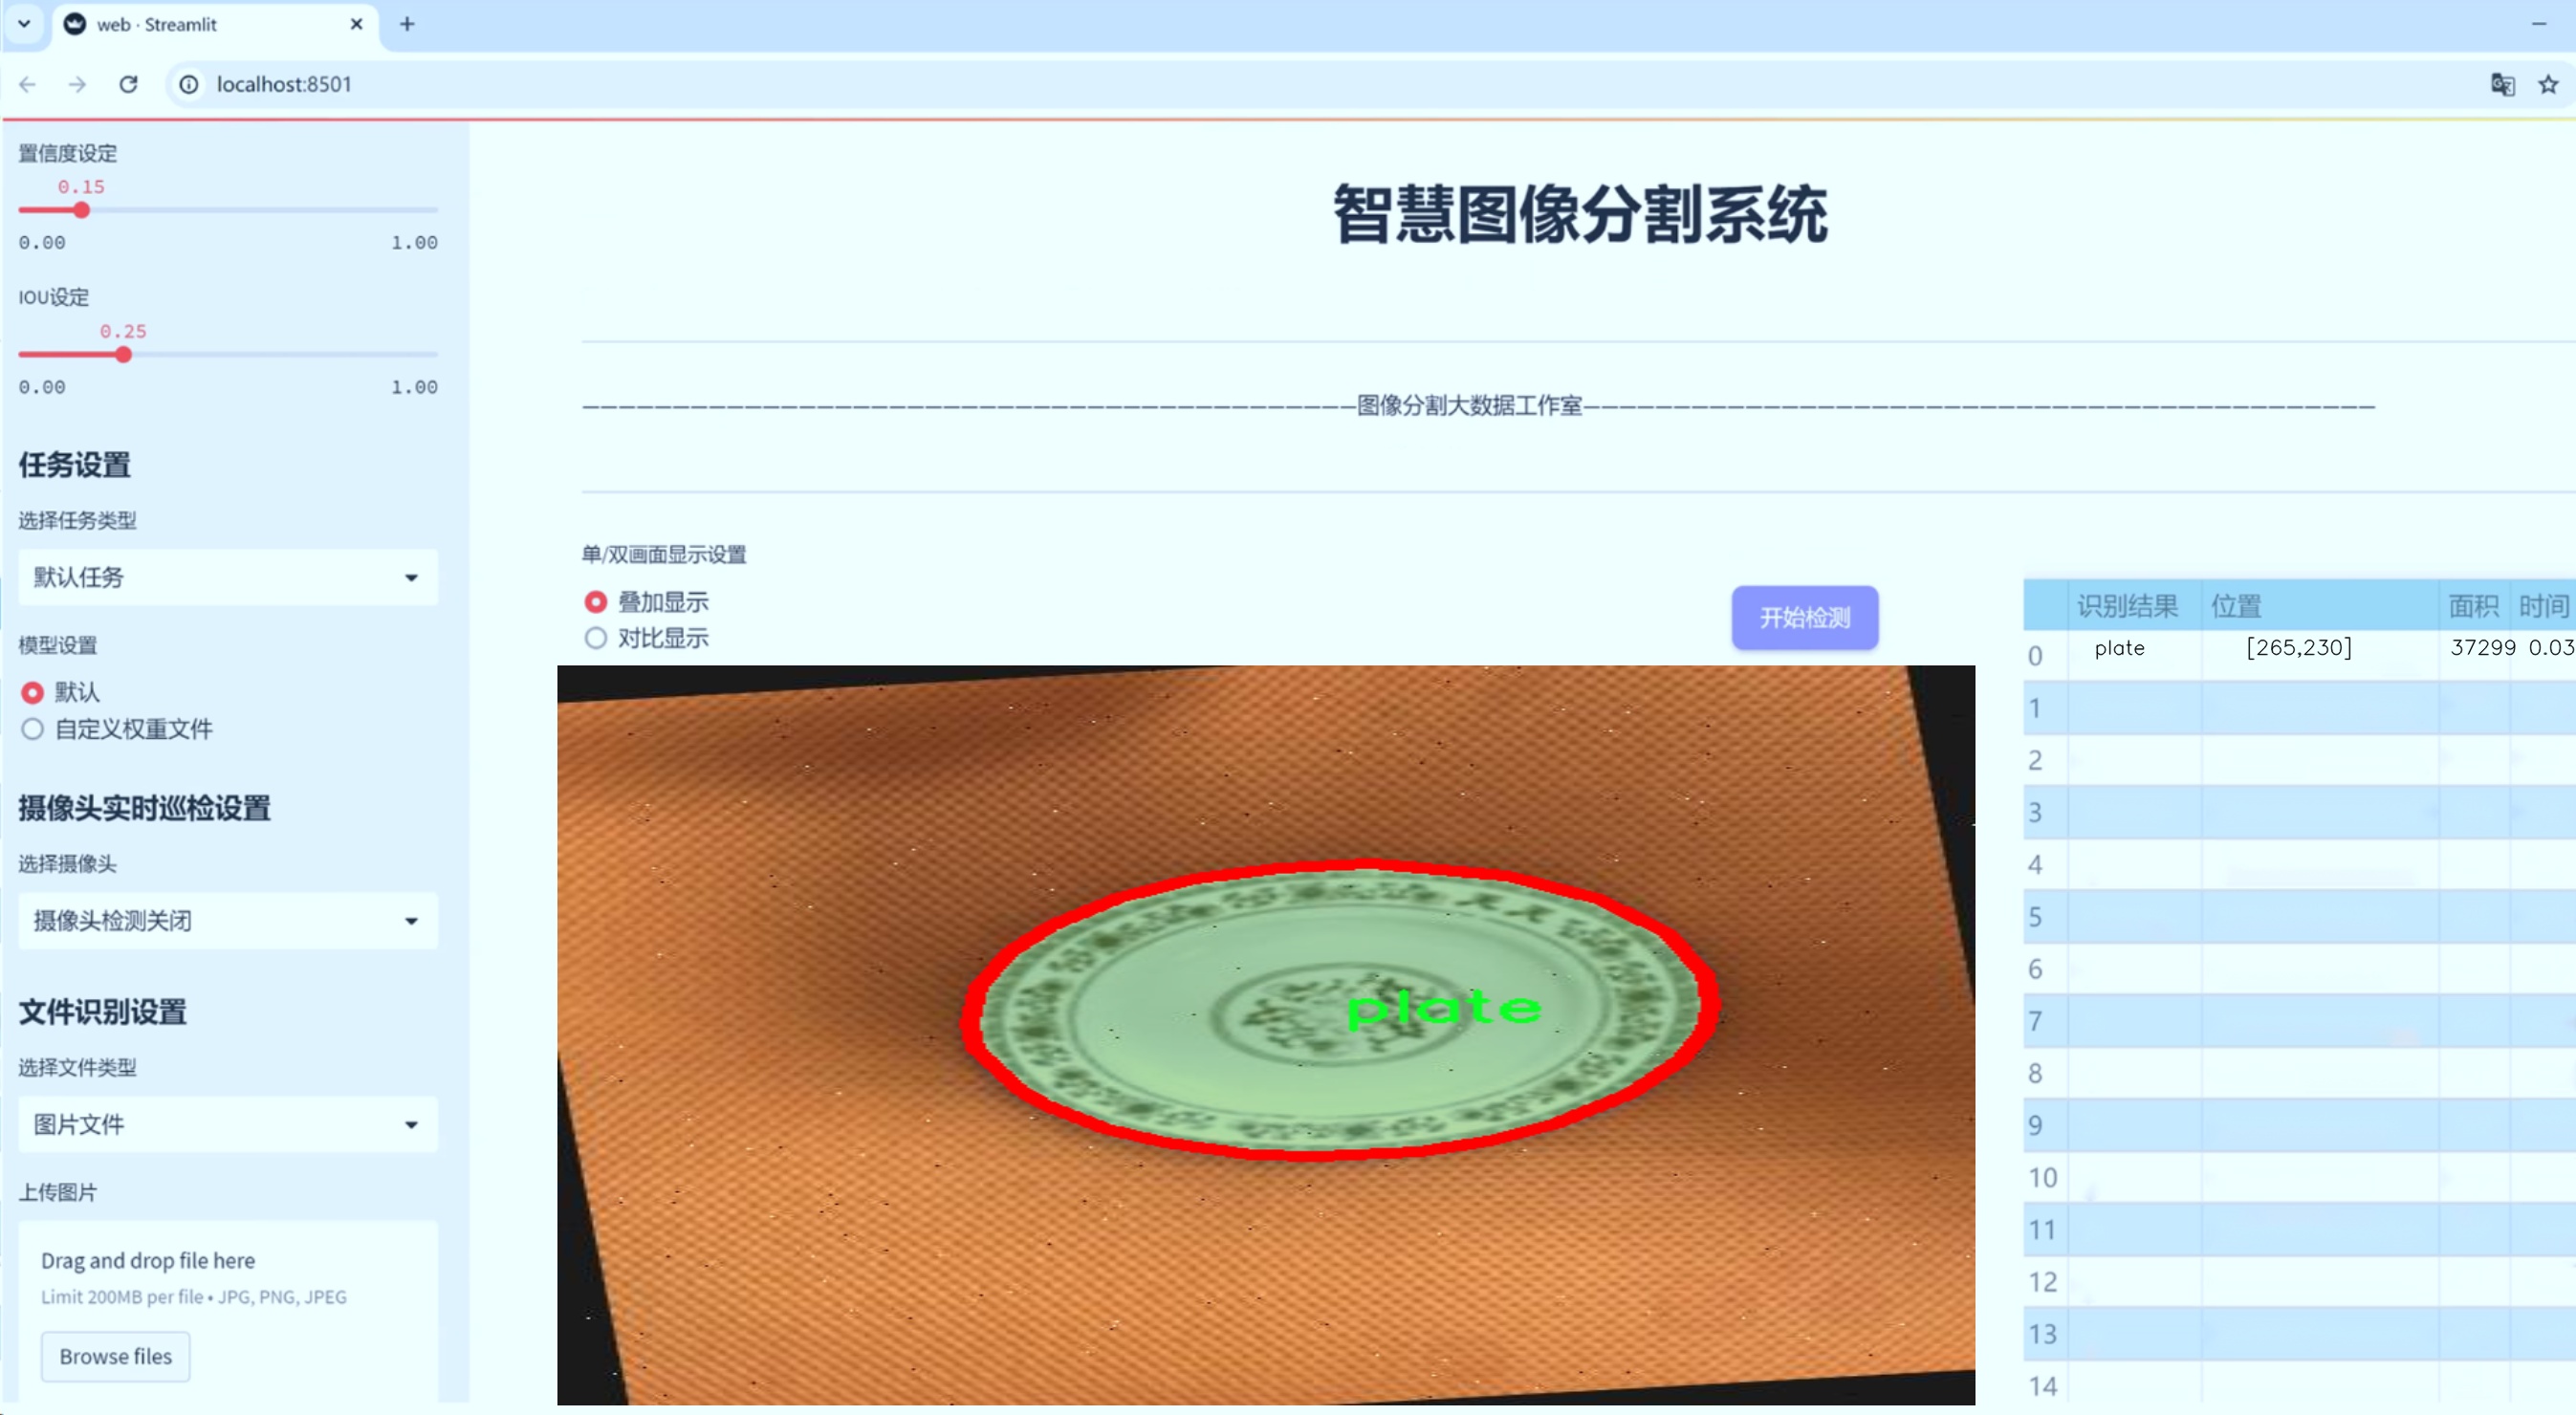 web · Streamlit
localhost:8501
置信度设定
0.15
0.00 1.00
IOU设定
0.25
0.00 1.00
任务设置
选择任务类型
默认任务
模型设置
默认
自定义权重文件
摄像头实时巡检设置
选择摄像头
摄像头检测关闭
文件识别设置
选择文件类型
图片文件
上传图片
Drag and drop file here
Limit 200MB per file • JPG, PNG, JPEG
Browse files
智慧图像分割系统
图像分割大数据工作室
单/双画面显示设置
叠加显示
对比显示
开始检测
plate
识别结果 位置 面积 时间
0 plate [265,230] 37299 0.03
1
2
3
4
5
6
7
8
9
10
11
12
13
14